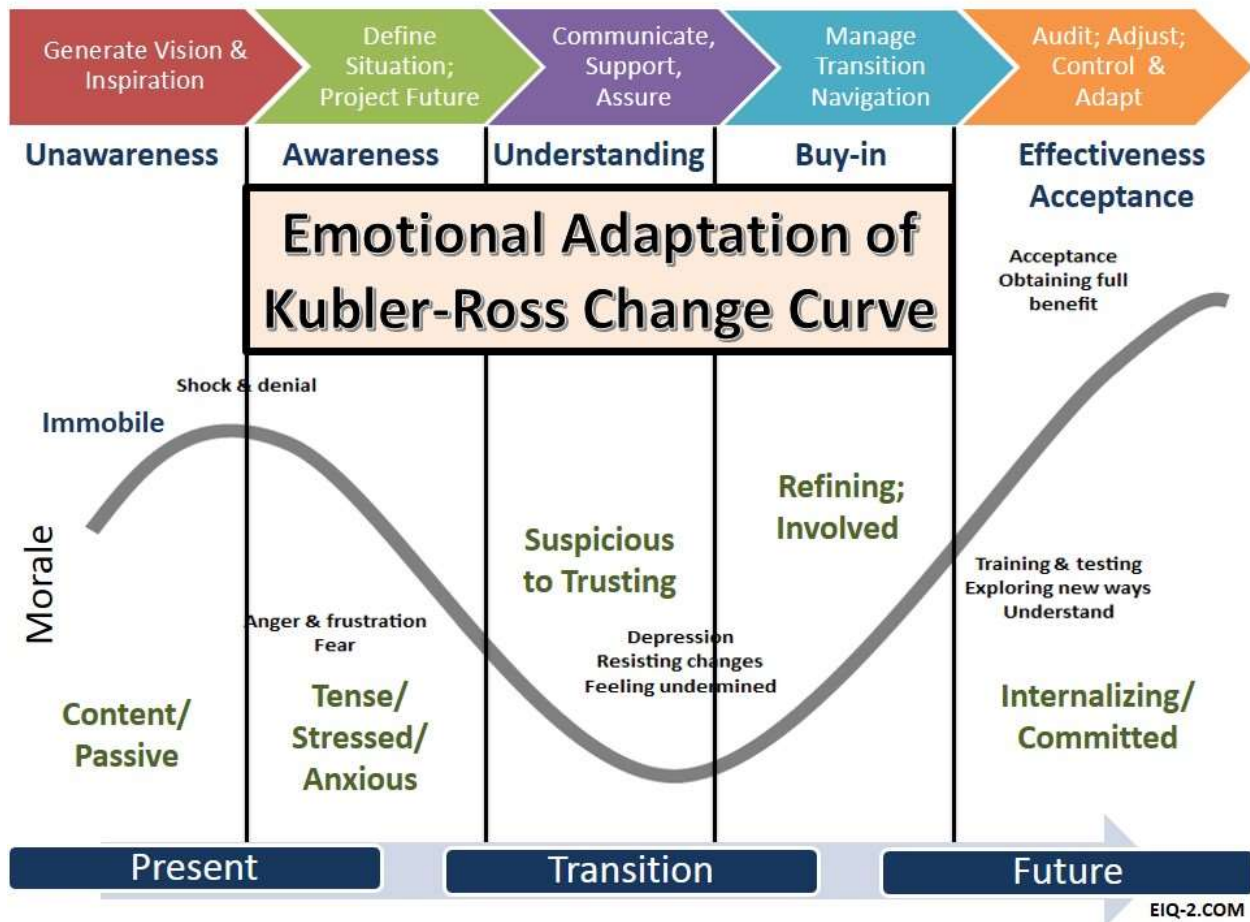 Generate Vision &
Inspiration
Define
Situation;
Project Future
Communicate,
Support,
Assure
Manage
Transition
Navigation
Audit; Adjust;
Control &
Adapt
Unawareness
Awareness
Understanding
Buy-in
Effectiveness
Acceptance
Emotional Adaptation of
Kubler-Ross Change Curve
Acceptance
Obtaining full
benefit
Shock & denial
Immobile
Morale
Refining;
Involved
Suspicious
to Trusting
Training & testing
Exploring new ways
Understand
Anger & frustration
Fear
Depression
Resisting changes
Feeling undermined
Content/
Passive
Tense/
Stressed/
Anxious
Internalizing/
Committed
Present
Transition
Future
EIQ-2.COM